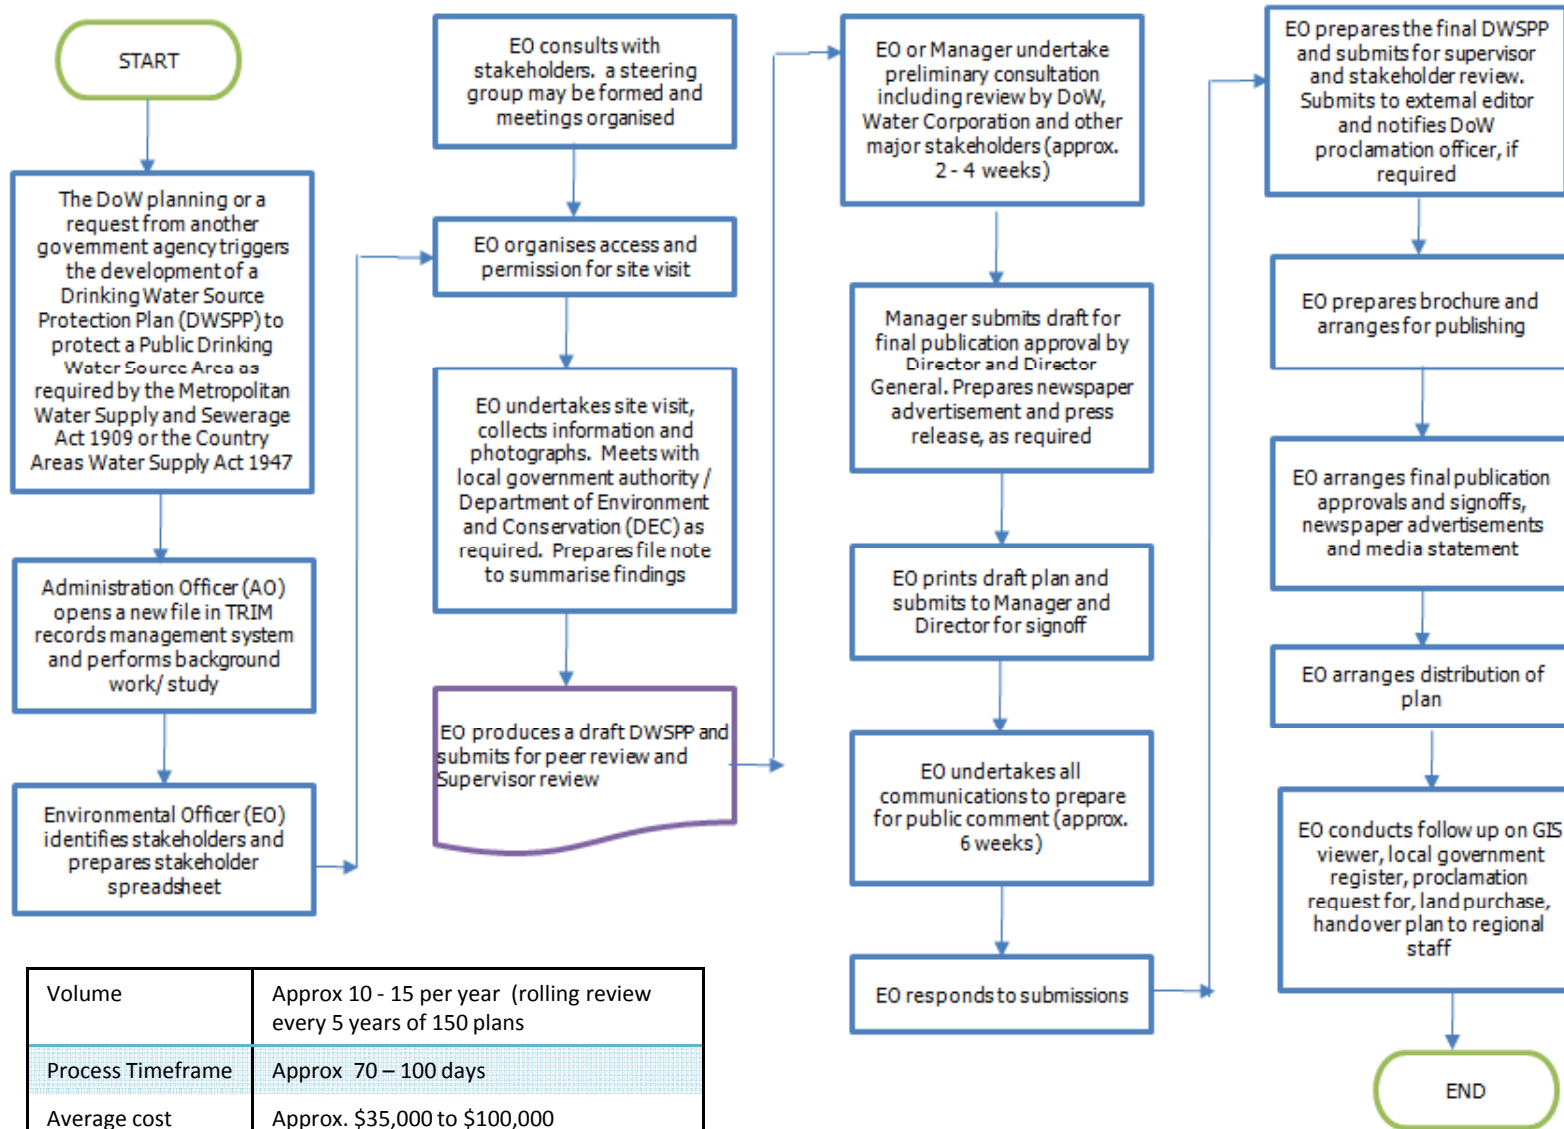 START
The DoW planning or a
request from another
government agency triggers
the development of a
Drinking Water Source
Protection Plan (DWSPP) to
protect a Public Drinking
Water Source Area as
required by the Metropolitan
Water Supply and Sewerage
Act 1909 or the Country
Areas Water Supply Act 1947
Administration Officer (AO)
opens a new file in TRIM
records management system
and performs background
work/ study
Environmental Officer (EO)
identifies stakeholders and
prepares stakeholder
spreadsheet
EO consults with
stakeholders. a steering
group may be formed and
meetings organised
EO organises access and
permission for site visit
EO undertakes site visit,
collects information and
photographs. Meets with
local government authority /
Department of Environment
and Conservation (DEC) as
required. Prepares file note
to summarise findings
EO produces a draft DWSPP and
submits for peer review and
Supervisor review
EO or Manager undertake
preliminary consultation
including review by DoW,
Water Corporation and other
major stakeholders (approx.
2 - 4 weeks)
Manager submits draft for
final publication approval by
Director and Director
General. Prepares newspaper
advertisement and press
release, as required
EO prints draft plan and
submits to Manager and
Director for signoff
EO undertakes all
communications to prepare
for public comment (approx.
6 weeks)
EO responds to submissions
EO prepares the final DWSPP
and submits for supervisor
and stakeholder review.
Submits to external editor
and notifies DoW
proclamation officer, if
required
EO prepares brochure and
arranges for publishing
EO arranges final publication
approvals and signoffs,
newspaper advertisements
and media statement
EO arranges distribution of
plan
EO conducts follow up on GIS
viewer, local government
register, proclamation
request for, land purchase,
handover plan to regional
staff
END
Volume
Approx 10 - 15 per year (rolling review
every 5 years of 150 plans
Process Timeframe
Approx 70 – 100 days
Average cost
Approx. $35,000 to $100,000